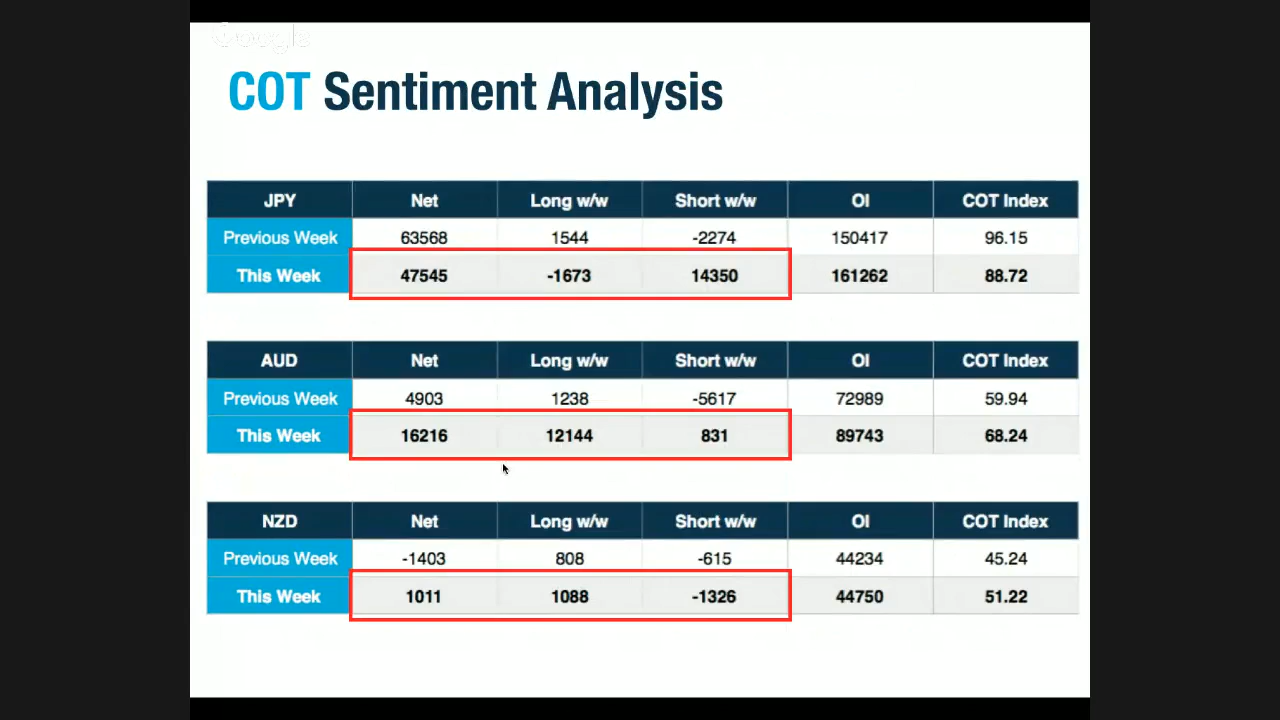 Google
COT Sentiment Analysis
JPY Net Long w/w Short w/w OI COT Index
Previous Week 63568 1544 -2274 150417 96.15
This Week 47545 -1673 14350 161262 88.72
AUD Net Long w/w Short w/w OI COT Index
Previous Week 4903 1238 -5617 72989 59.94
This Week 16216 12144 831 89743 68.24
NZD Net Long w/w Short w/w OI COT Index
Previous Week -1403 808 -615 44234 45.24
This Week 1011 1088 -1326 44750 51.22